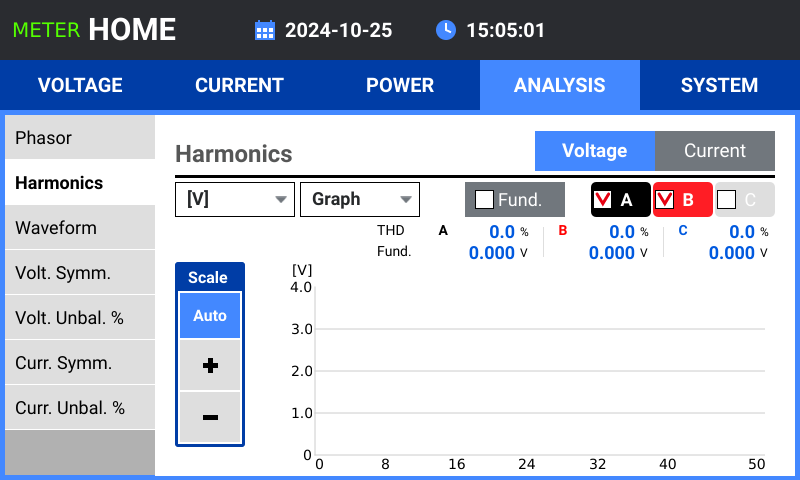 METER HOME 2024-10-25 15:05:01
VOLTAGE CURRENT POWER ANALYSIS SYSTEM
Phasor
Harmonics
Waveform
Volt. Symm.
Volt. Unbal. %
Curr. Symm.
Curr. Unbal. %
Harmonics Voltage Current
[V] Graph Fund. A B C
THD A 0.0 % B 0.0 % C 0.0 %
Fund. 0.000 V 0.000 V 0.000 V
Scale
Auto
+
−
[V]
4.0
3.0
2.0
1.0
0
0 8 16 24 32 40 50